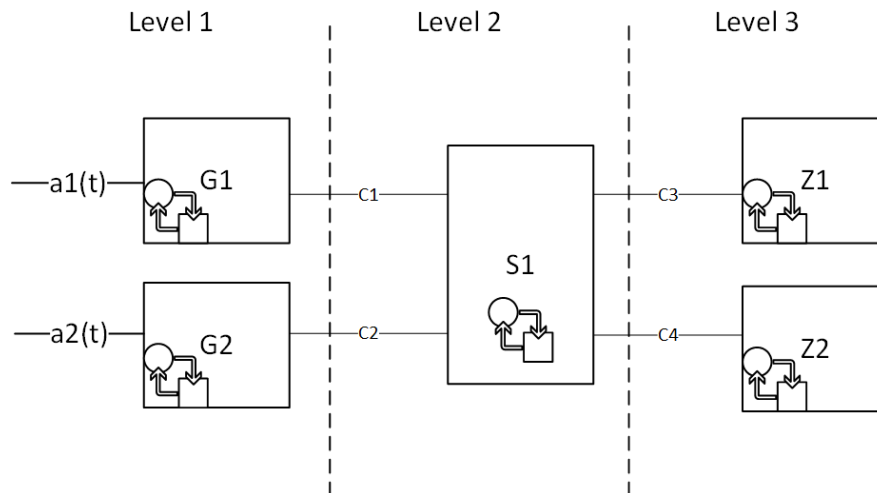 Level 1
Level 2
Level 3
a1(t)
G1
C1
S1
C3
Z1
a2(t)
G2
C2
C4
Z2